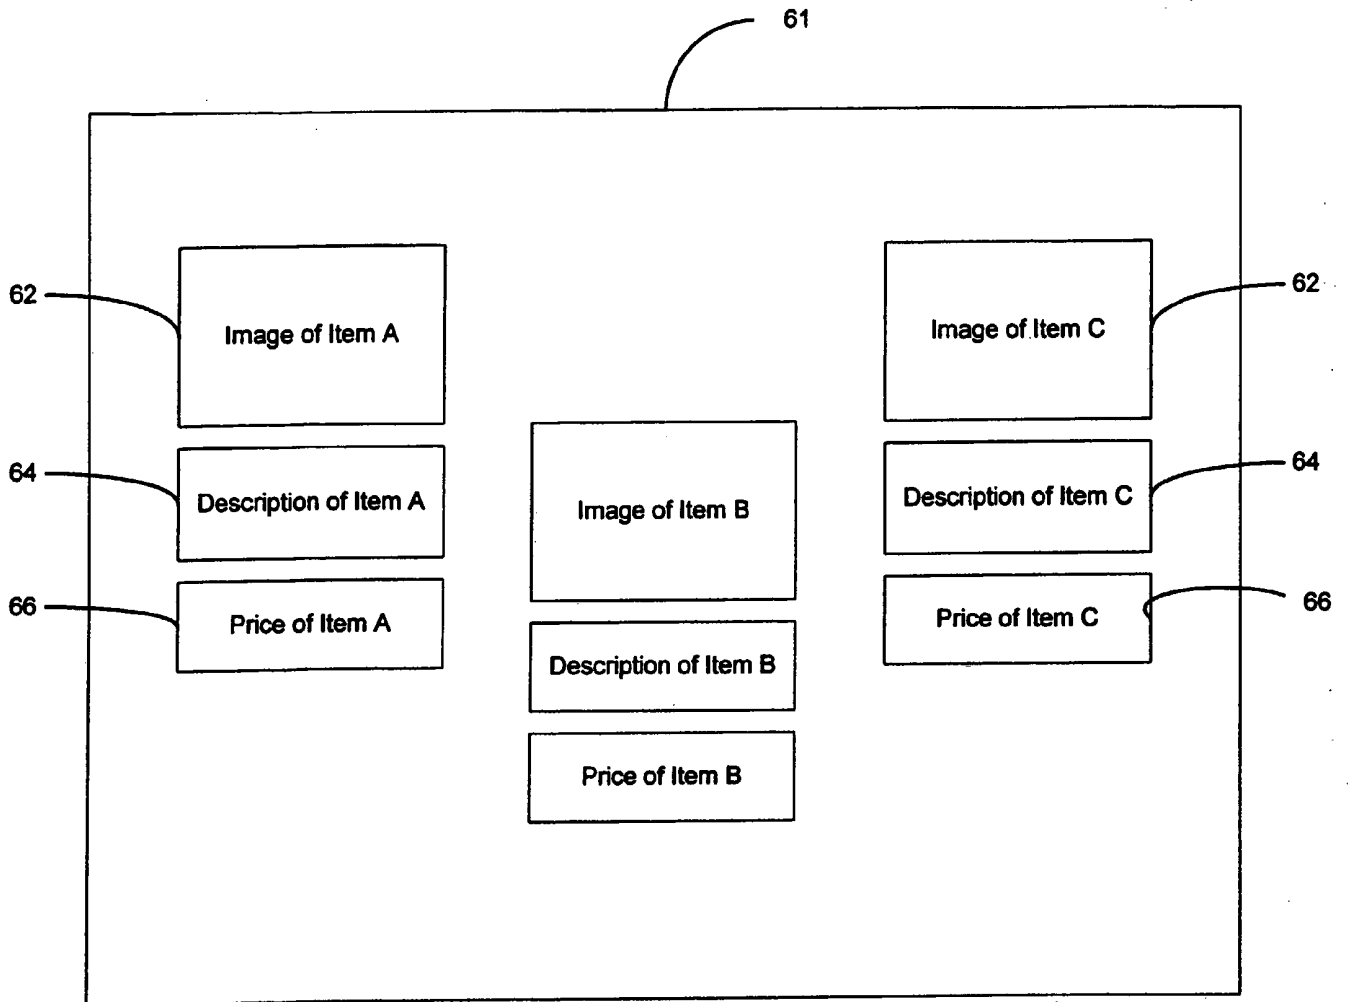 61
62
Image of Item A
64
Description of Item A
66
Price of Item A
Image of Item B
Description of Item B
Price of Item B
Image of Item C
62
Description of Item C
64
Price of Item C
66